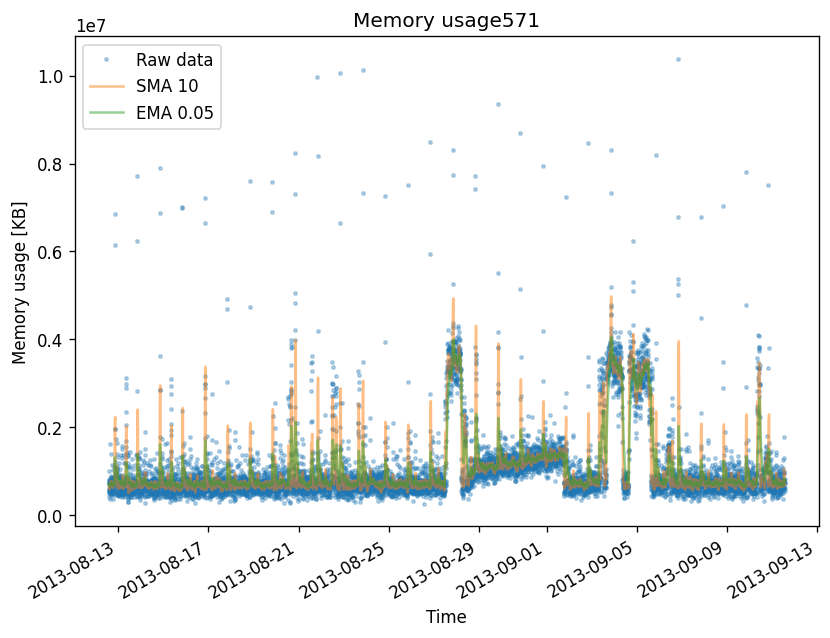 Memory usage571
1e7
Raw data
SMA 10
EMA 0.05
1.0
0.8
0.6
0.4
0.2
0.0
Memory usage [KB]
2013-08-13
2013-08-17
2013-08-21
2013-08-25
2013-08-29
2013-09-01
2013-09-05
2013-09-09
2013-09-13
Time